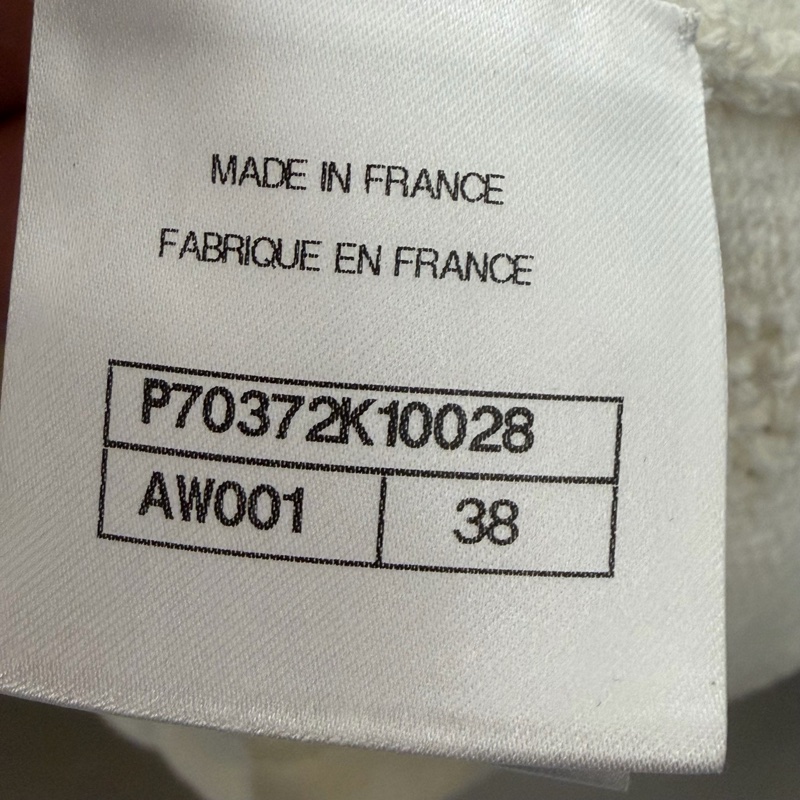 MADE IN FRANCE
FABRIQUE EN FRANCE
P70372K10028
AW001 38